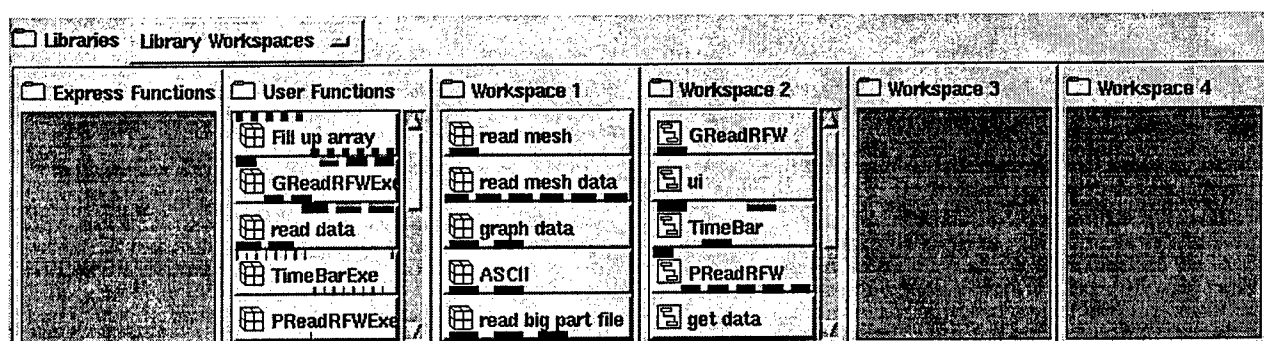 Libraries Library Workspaces
Express Functions
User Functions
Fill up array
GReadRFWExe
read data
TimeBarExe
PReadRFWExe
Workspace 1
read mesh
read mesh data
graph data
ASCII
read big part file
Workspace 2
GReadRFW
ui
TimeBar
PReadRFW
get data
Workspace 3
Workspace 4